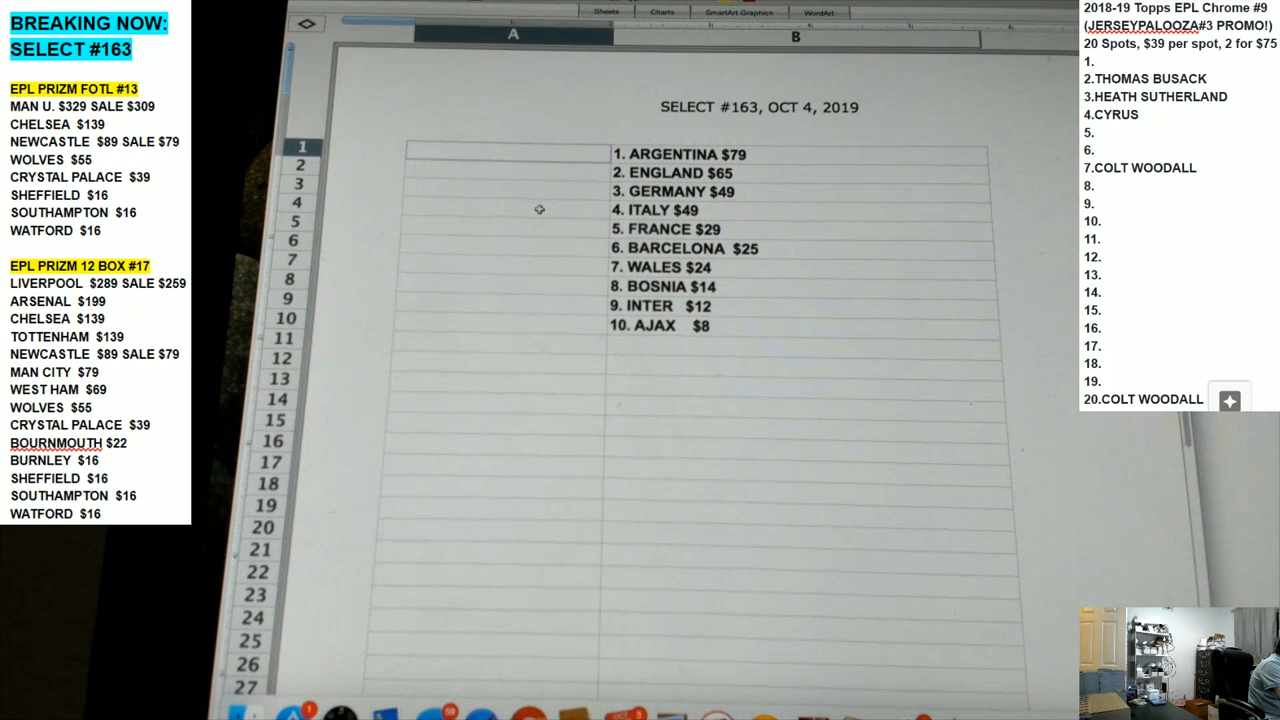 BREAKING NOW:
SELECT #163
EPL PRIZM FOTL #13
MAN U. $329 SALE $309
CHELSEA $139
NEWCASTLE $89 SALE $79
WOLVES $55
CRYSTAL PALACE $39
SHEFFIELD $16
SOUTHAMPTON $16
WATFORD $16
EPL PRIZM 12 BOX #17
LIVERPOOL $289 SALE $259
ARSENAL $199
CHELSEA $139
TOTTENHAM $139
NEWCASTLE $89 SALE $79
MAN CITY $79
WEST HAM $69
WOLVES $55
CRYSTAL PALACE $39
BOURNMOUTH $22
BURNLEY $16
SHEFFIELD $16
SOUTHAMPTON $16
WATFORD $16
Sheets Charts SmartArt Graphics WordArt
A B
SELECT #163, OCT 4, 2019
1 1. ARGENTINA $79
2 2. ENGLAND $65
3 3. GERMANY $49
4 4. ITALY $49
5 5. FRANCE $29
6 6. BARCELONA $25
7 7. WALES $24
8 8. BOSNIA $14
9 9. INTER $12
10 10. AJAX $8
11
12
13
14
15
16
17
18
19
20
21
22
23
24
25
26
27
2018-19 Topps EPL Chrome #9
(JERSEYPALOOZA#3 PROMO!)
20 Spots, $39 per spot, 2 for $75
1.
2.THOMAS BUSACK
3.HEATH SUTHERLAND
4.CYRUS
5.
6.
7.COLT WOODALL
8.
9.
10.
11.
12.
13.
14.
15.
16.
17.
18.
19.
20.COLT WOODALL